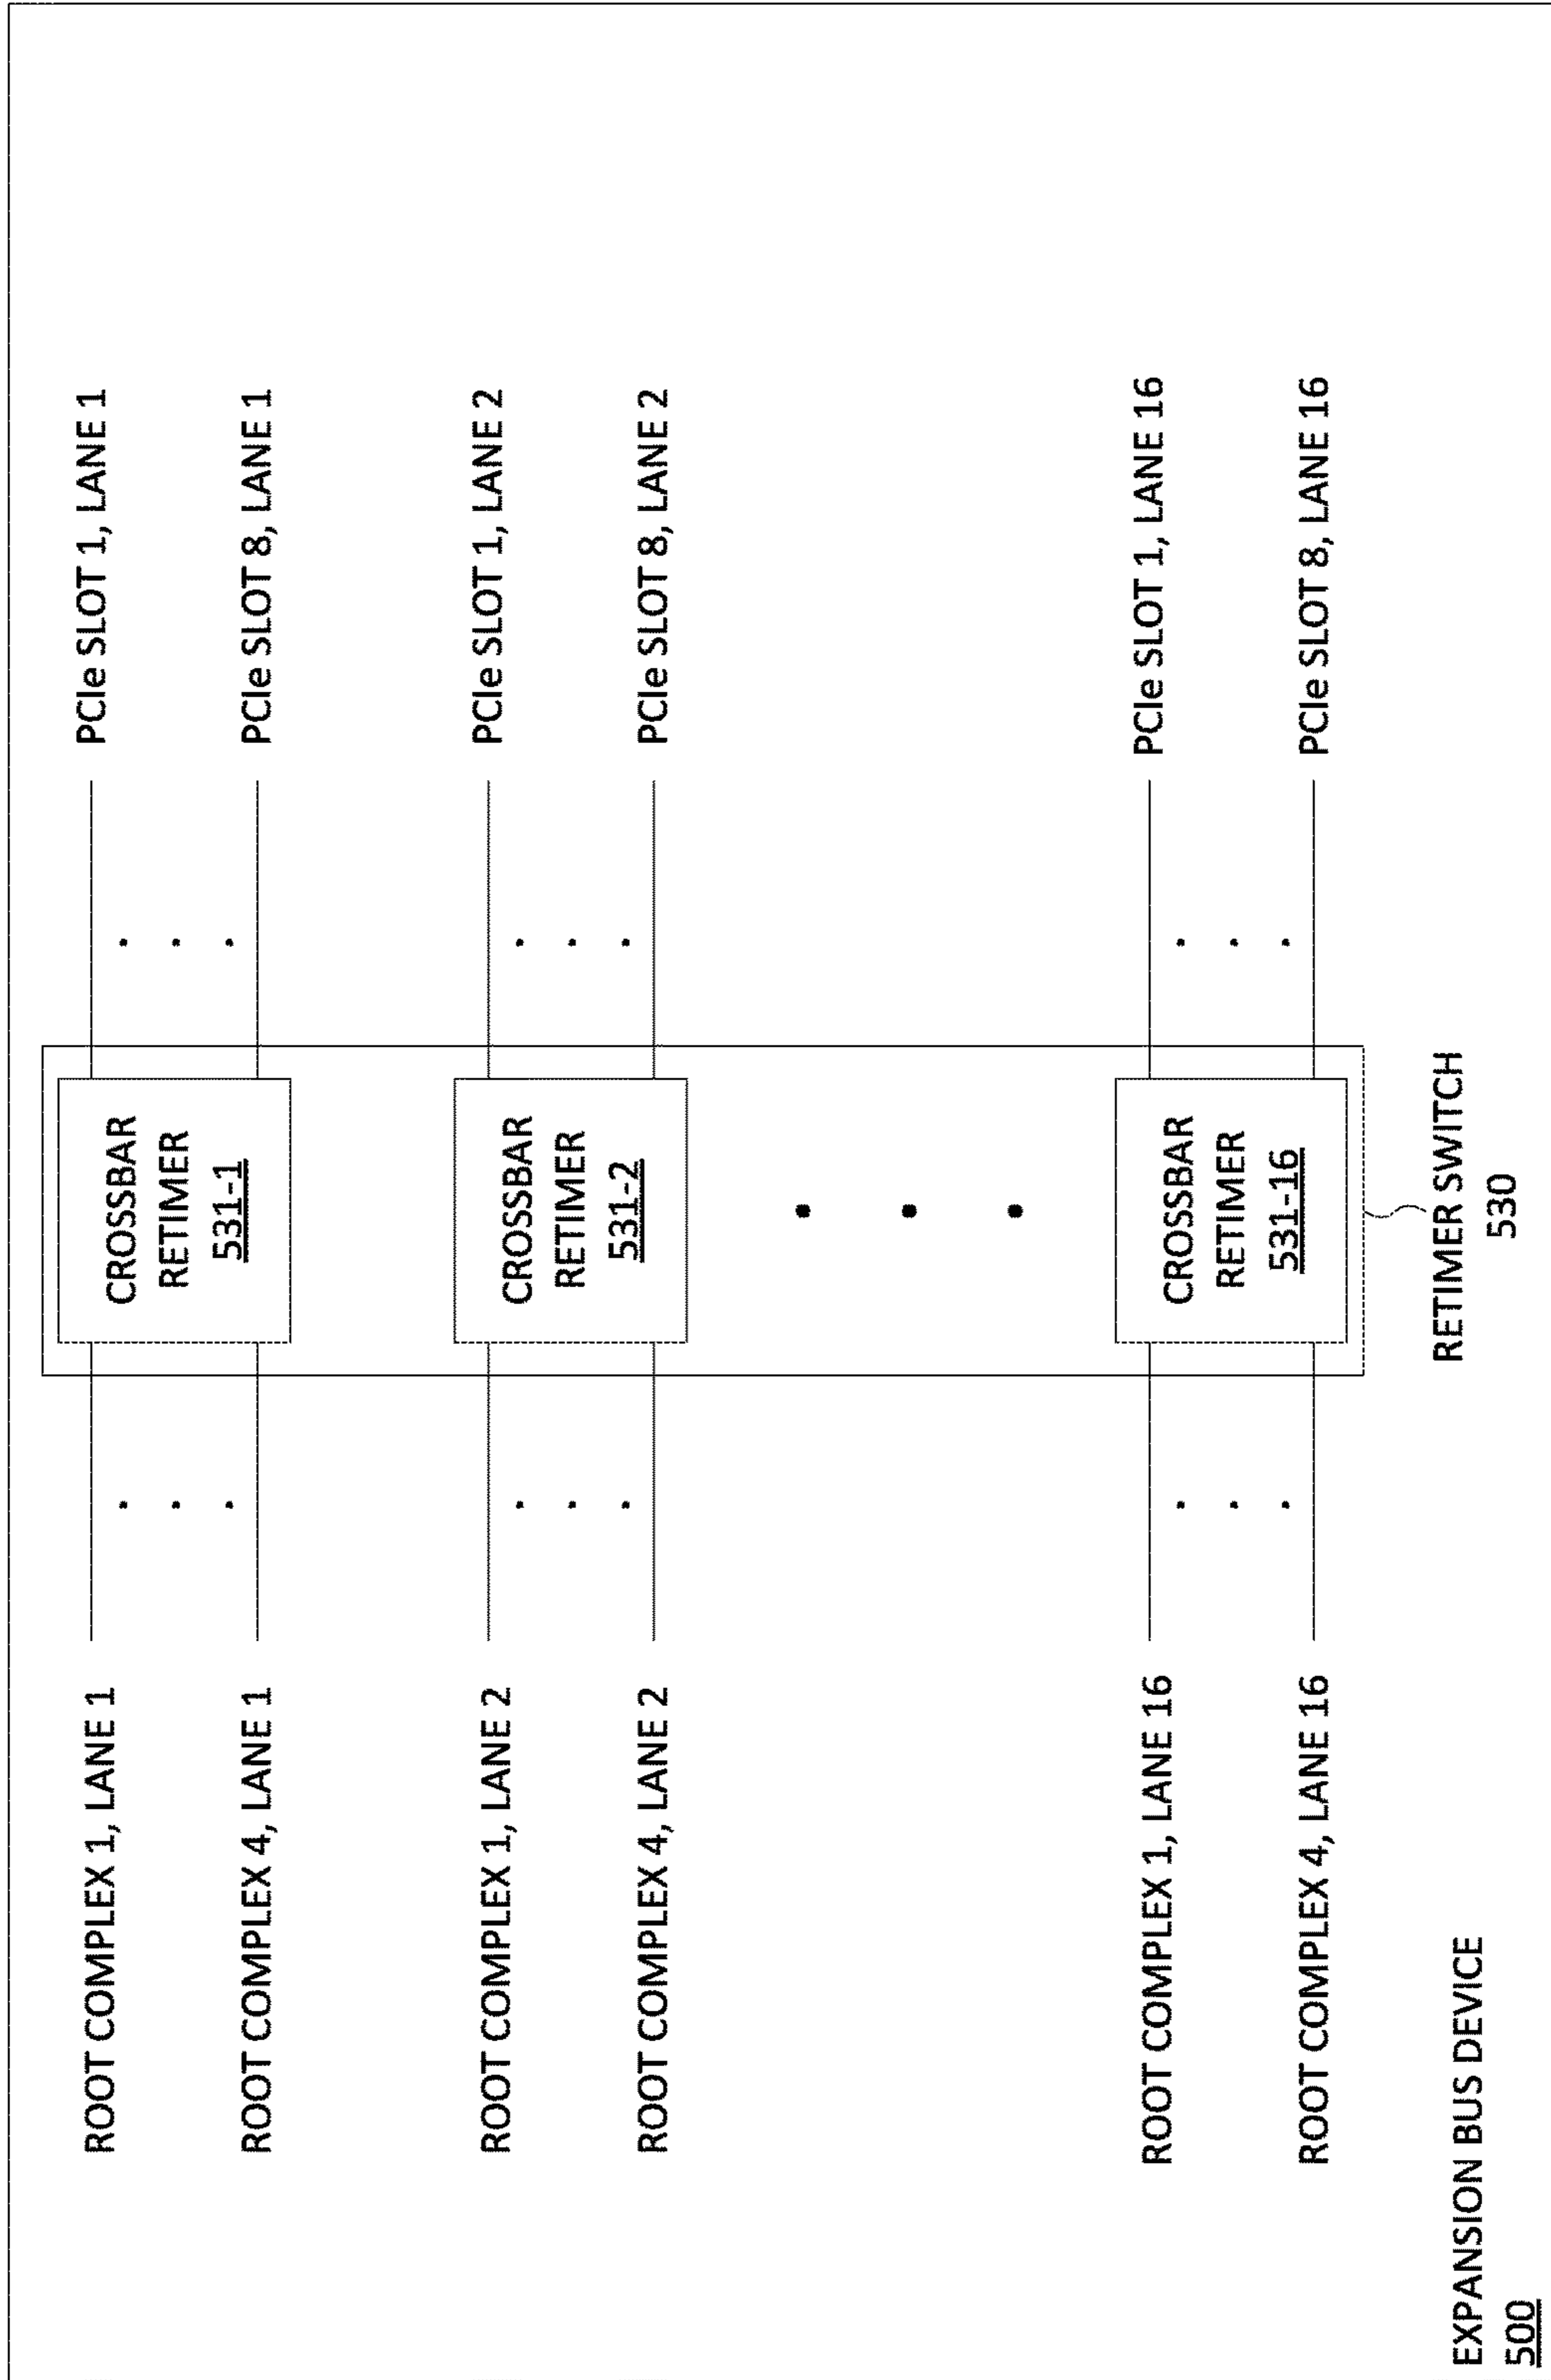 ROOT COMPLEX 1, LANE 1
CROSSBAR
RETIMER
531-1
PCIe SLOT 1, LANE 1
ROOT COMPLEX 4, LANE 1
PCIe SLOT 8, LANE 1
ROOT COMPLEX 1, LANE 2
CROSSBAR
RETIMER
531-2
PCIe SLOT 1, LANE 2
ROOT COMPLEX 4, LANE 2
PCIe SLOT 8, LANE 2
ROOT COMPLEX 1, LANE 16
CROSSBAR
RETIMER
531-16
PCIe SLOT 1, LANE 16
ROOT COMPLEX 4, LANE 16
PCIe SLOT 8, LANE 16
RETIMER SWITCH
530
EXPANSION BUS DEVICE
500